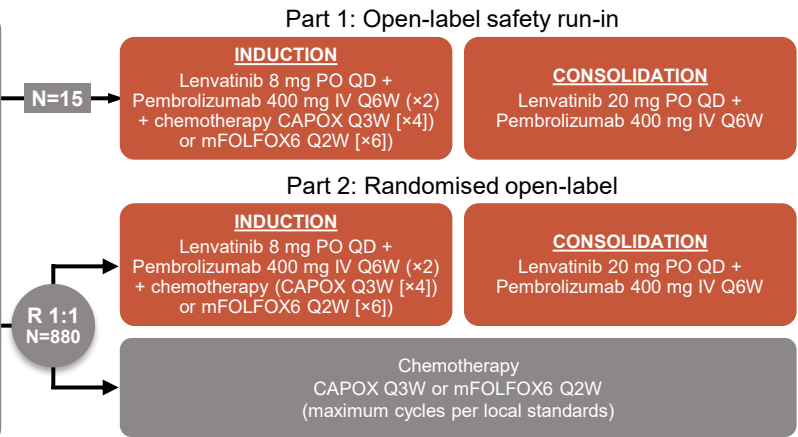 Part 1: Open-label safety run-in
N=15
INDUCTION
Lenvatinib 8 mg PO QD +
Pembrolizumab 400 mg IV Q6W (×2)
+ chemotherapy CAPOX Q3W [×4])
or mFOLFOX6 Q2W [×6])
CONSOLIDATION
Lenvatinib 20 mg PO QD +
Pembrolizumab 400 mg IV Q6W
Part 2: Randomised open-label
R 1:1
N=880
INDUCTION
Lenvatinib 8 mg PO QD +
Pembrolizumab 400 mg IV Q6W (×2)
+ chemotherapy (CAPOX Q3W [×4])
or mFOLFOX6 Q2W [×6])
CONSOLIDATION
Lenvatinib 20 mg PO QD +
Pembrolizumab 400 mg IV Q6W
Chemotherapy
CAPOX Q3W or mFOLFOX6 Q2W
(maximum cycles per local standards)